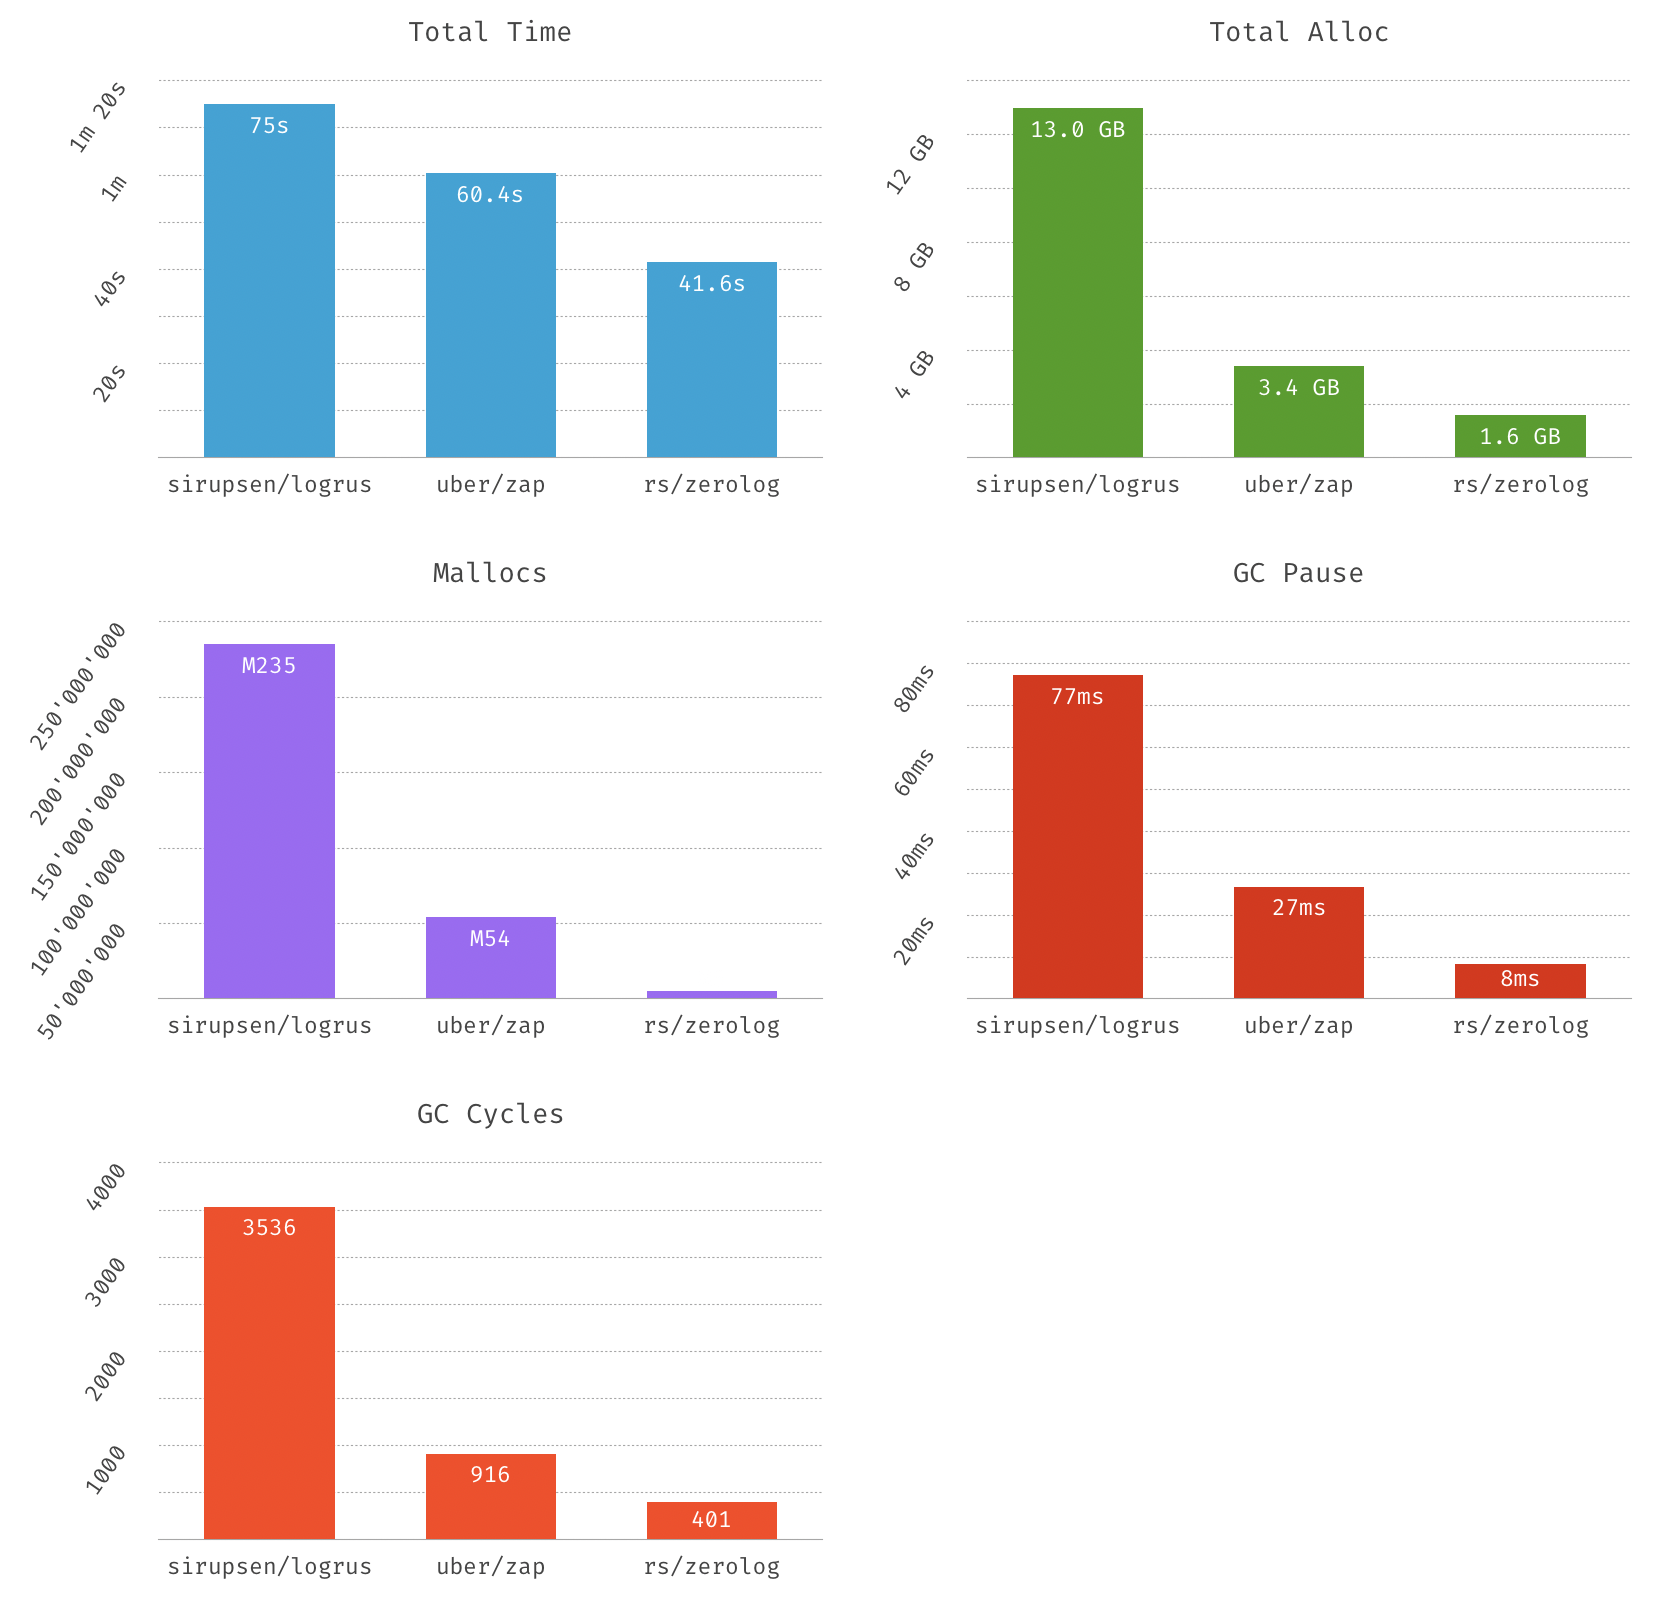 Total Time
1m 20s
1m
40s
20s
75s
60.4s
41.6s
sirupsen/logrus uber/zap rs/zerolog
Total Alloc
12 GB
8 GB
4 GB
13.0 GB
3.4 GB
1.6 GB
sirupsen/logrus uber/zap rs/zerolog
Mallocs
250'000'000
200'000'000
150'000'000
100'000'000
50'000'000
M235
M54
sirupsen/logrus uber/zap rs/zerolog
GC Pause
80ms
60ms
40ms
20ms
77ms
27ms
8ms
sirupsen/logrus uber/zap rs/zerolog
GC Cycles
4000
3000
2000
1000
3536
916
401
sirupsen/logrus uber/zap rs/zerolog